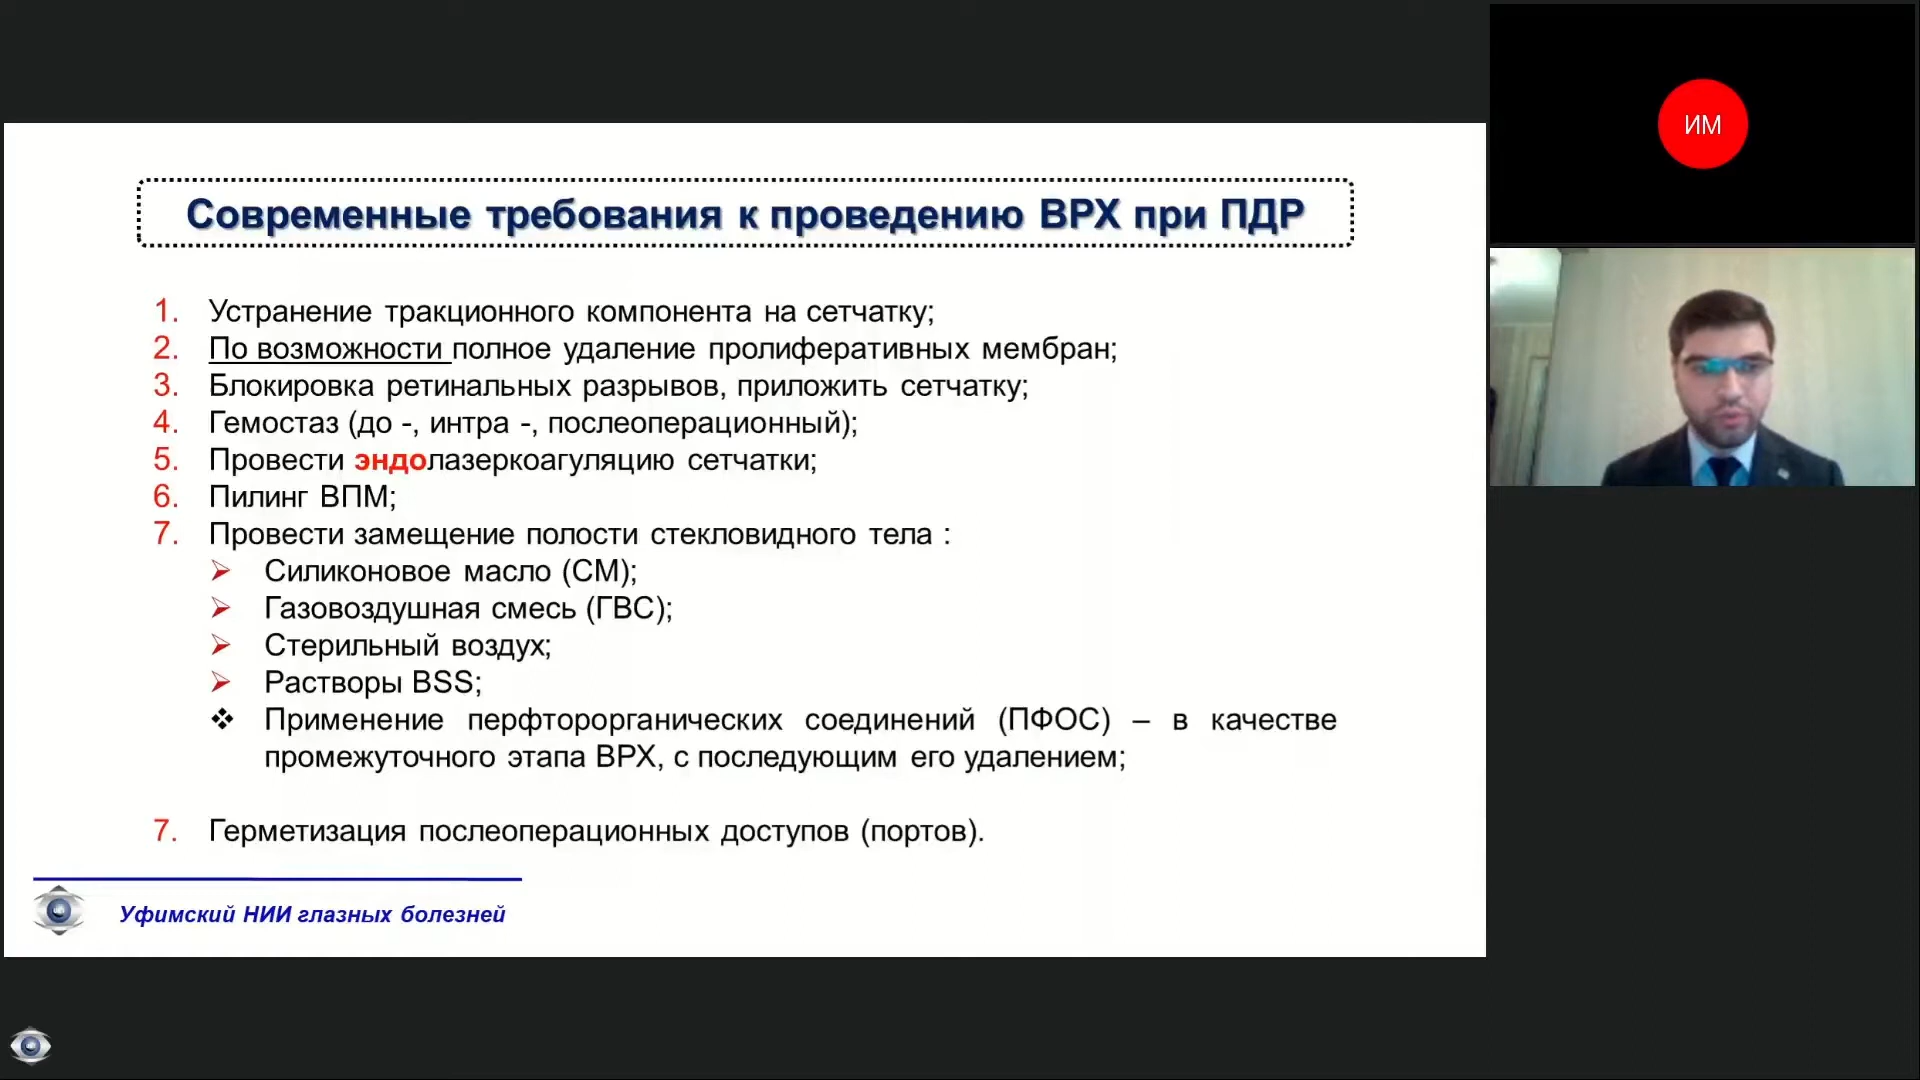 Современные требования к проведению ВРХ при ПДР
1. Устранение тракционного компонента на сетчатку;
2. По возможности полное удаление пролиферативных мембран;
3. Блокировка ретинальных разрывов, приложить сетчатку;
4. Гемостаз (до -, интра -, послеоперационный);
5. Провести эндолазеркоагуляцию сетчатки;
6. Пилинг ВПМ;
7. Провести замещение полости стекловидного тела :
Силиконовое масло (СМ);
Газовоздушная смесь (ГВС);
Стерильный воздух;
Растворы BSS;
Применение перфторорганических соединений (ПФОС) – в качестве
промежуточного этапа ВРХ, с последующим его удалением;
7. Герметизация послеоперационных доступов (портов).
Уфимский НИИ глазных болезней
ИМ